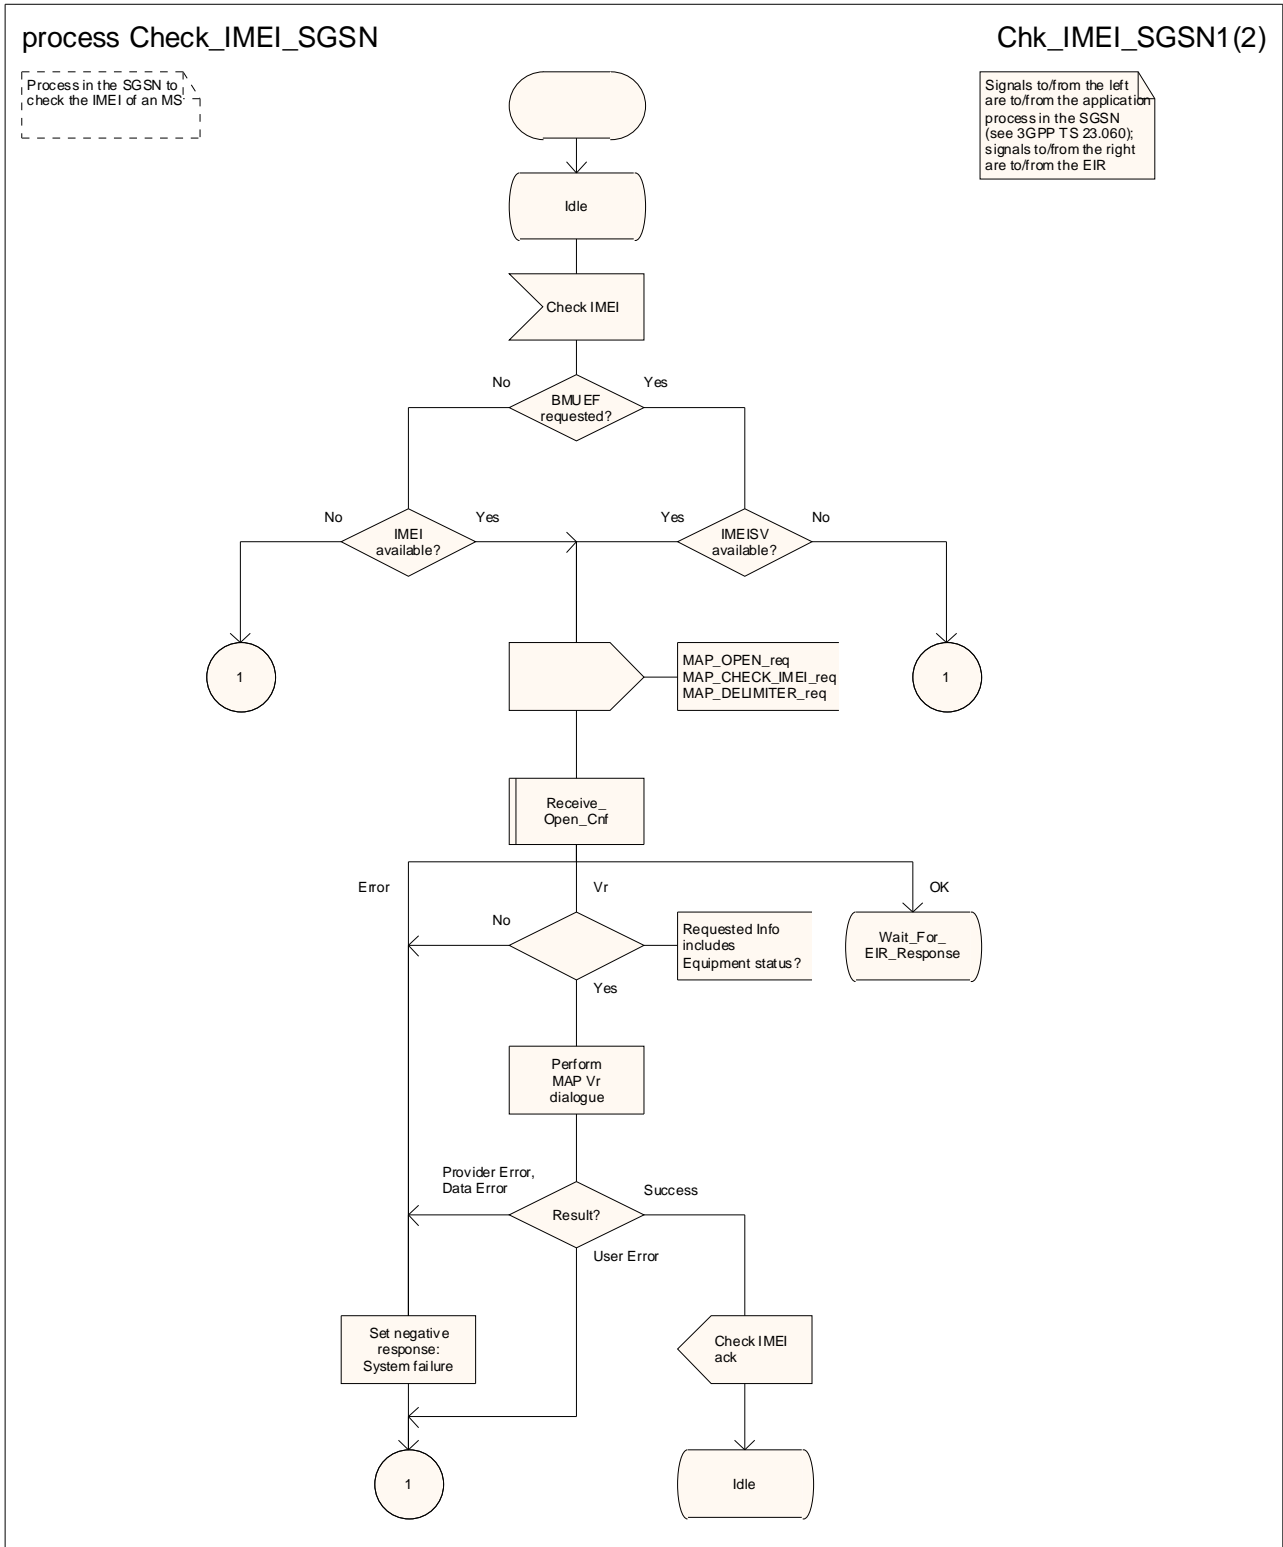 process Check_IMEI_SGSN
Chk_IMEI_SGSN1(2)
Process in the SGSN to
check the IMEI of an MS
Signals to/from the left
are to/from the application
process in the SGSN
(see 3GPP TS 23.060);
signals to/from the right
are to/from the EIR
Idle
Check IMEI
No
Yes
BMUEF
requested?
No
Yes
Yes
No
IMEI
available?
IMEISV
available?
1
MAP_OPEN_req
MAP_CHECK_IMEI_req
MAP_DELIMITER_req
1
Receive_
Open_Cnf
Error
Vr
OK
No
Requested Info
includes
Equipment status?
Wait_For_
EIR_Response
Yes
Perform
MAP Vr
dialogue
Provider Error,
Data Error
Success
Result?
User Error
Set negative
response:
System failure
Check IMEI
ack
1
Idle